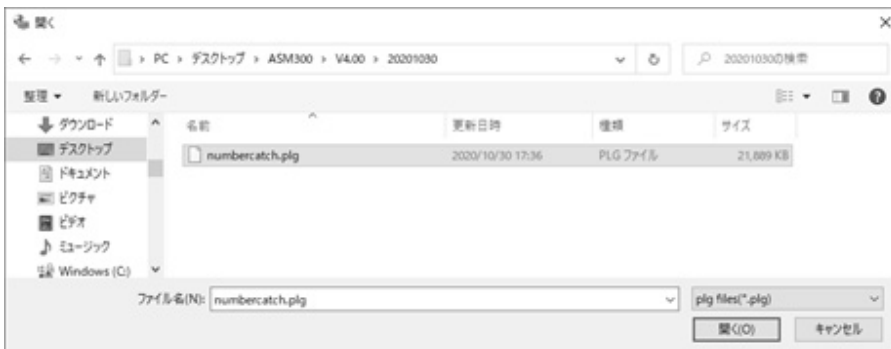 開く
PC › デスクトップ › ASM300 › V4.00 › 20201030
20201030の検索
整理 新しいフォルダー
ダウンロード
デスクトップ
ドキュメント
ピクチャ
ビデオ
ミュージック
Windows (C:)
名前 更新日時 種類 サイズ
numbercatch.plg 2020/10/30 17:36 PLG ファイル 21,889 KB
ファイル名(N): numbercatch.plg plg files(*.plg)
開く(O) キャンセル